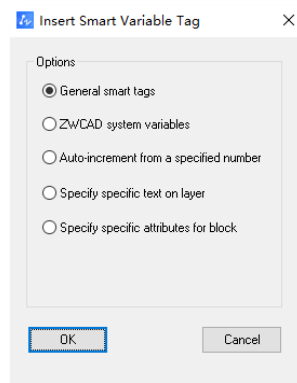 Insert Smart Variable Tag
Options
General smart tags
ZWCAD system variables
Auto-increment from a specified number
Specify specific text on layer
Specify specific attributes for block
OK
Cancel